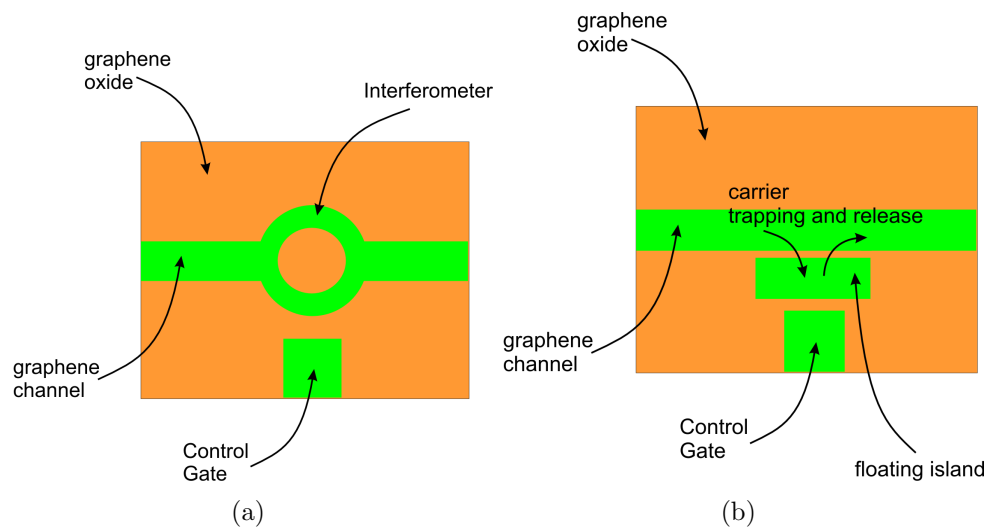 graphene
oxide
Interferometer
graphene
channel
Control
Gate
(a)
graphene
oxide
carrier
trapping and release
graphene
channel
Control
Gate
floating island
(b)